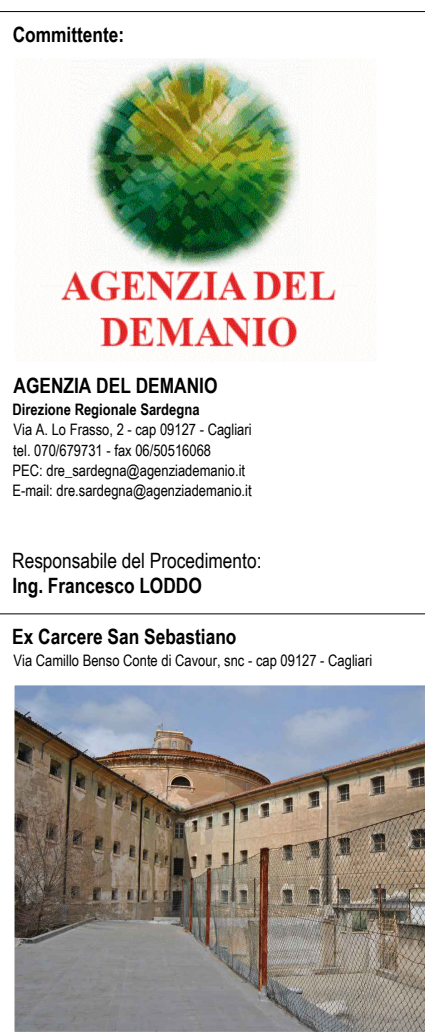 Committente:
AGENZIA DEL
DEMANIO
AGENZIA DEL DEMANIO
Direzione Regionale Sardegna
Via A. Lo Frasso, 2 - cap 09127 - Cagliari
tel. 070/679731 - fax 06/50516068
PEC: dre_sardegna@agenziademanio.it
E-mail: dre.sardegna@agenziademanio.it
Responsabile del Procedimento:
Ing. Francesco LODDO
Ex Carcere San Sebastiano
Via Camillo Benso Conte di Cavour, snc - cap 09127 - Cagliari